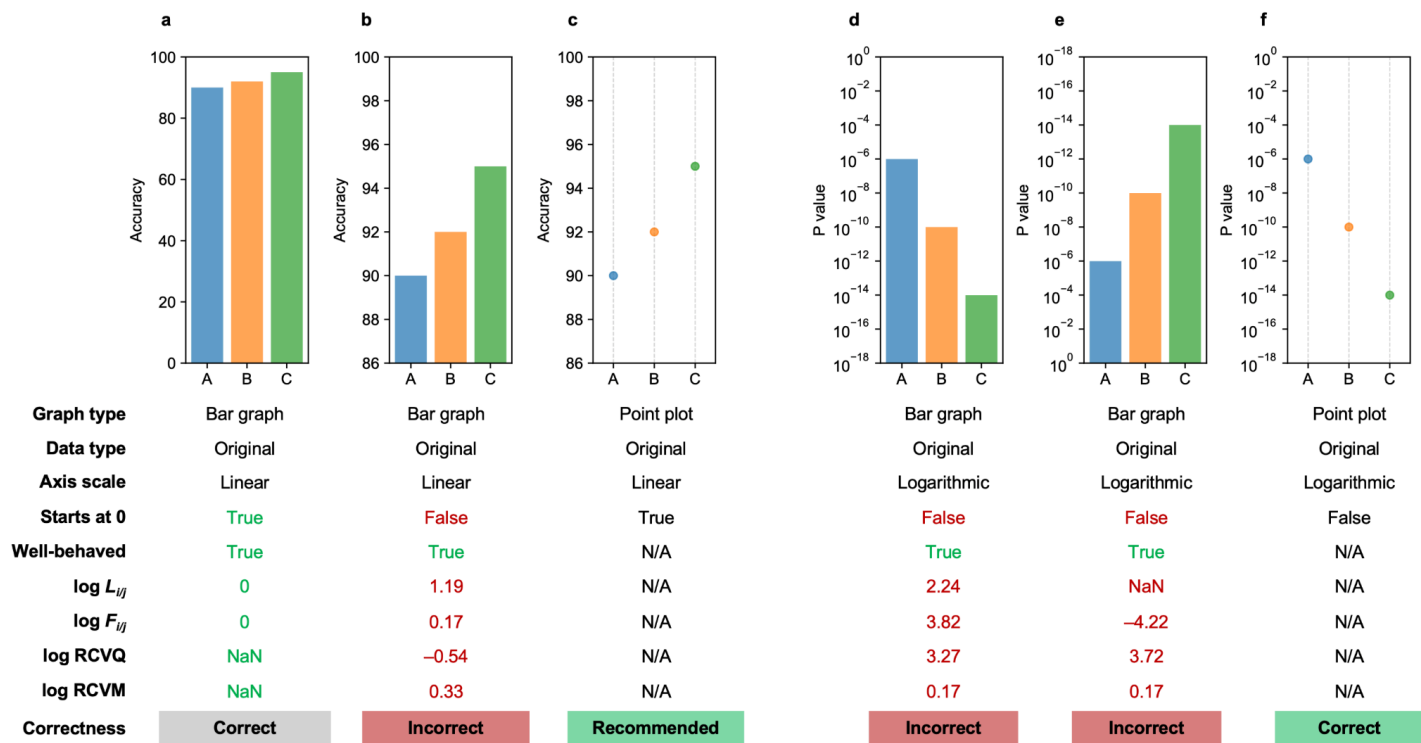 a b c d e f
Accuracy
100
80
60
40
20
0
A B C
Accuracy
100
98
96
94
92
90
88
86
A B C
Accuracy
100
98
96
94
92
90
88
86
A B C
P value
10⁰
10⁻²
10⁻⁴
10⁻⁶
10⁻⁸
10⁻¹⁰
10⁻¹²
10⁻¹⁴
10⁻¹⁶
10⁻¹⁸
A B C
P value
10⁻¹⁸
10⁻¹⁶
10⁻¹⁴
10⁻¹²
10⁻¹⁰
10⁻⁸
10⁻⁶
10⁻⁴
10⁻²
10⁰
A B C
P value
10⁰
10⁻²
10⁻⁴
10⁻⁶
10⁻⁸
10⁻¹⁰
10⁻¹²
10⁻¹⁴
10⁻¹⁶
10⁻¹⁸
A B C
Graph type Bar graph Bar graph Point plot Bar graph Bar graph Point plot
Data type Original Original Original Original Original Original
Axis scale Linear Linear Linear Logarithmic Logarithmic Logarithmic
Starts at 0 True False True False False False
Well-behaved True True N/A True True N/A
log L i/j 0 1.19 N/A 2.24 NaN N/A
log F i/j 0 0.17 N/A 3.82 –4.22 N/A
log RCVQ NaN –0.54 N/A 3.27 3.72 N/A
log RCVM NaN 0.33 N/A 0.17 0.17 N/A
Correctness Correct Incorrect Recommended Incorrect Incorrect Correct